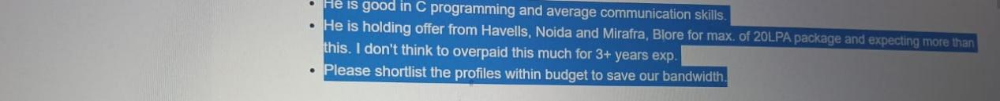 He is good in C programming and average communication skills.
He is holding offer from Havells, Noida and Mirafra, Blore for max. of 20LPA package and expecting more than
this. I don't think to overpaid this much for 3+ years exp.
Please shortlist the profiles within budget to save our bandwidth.